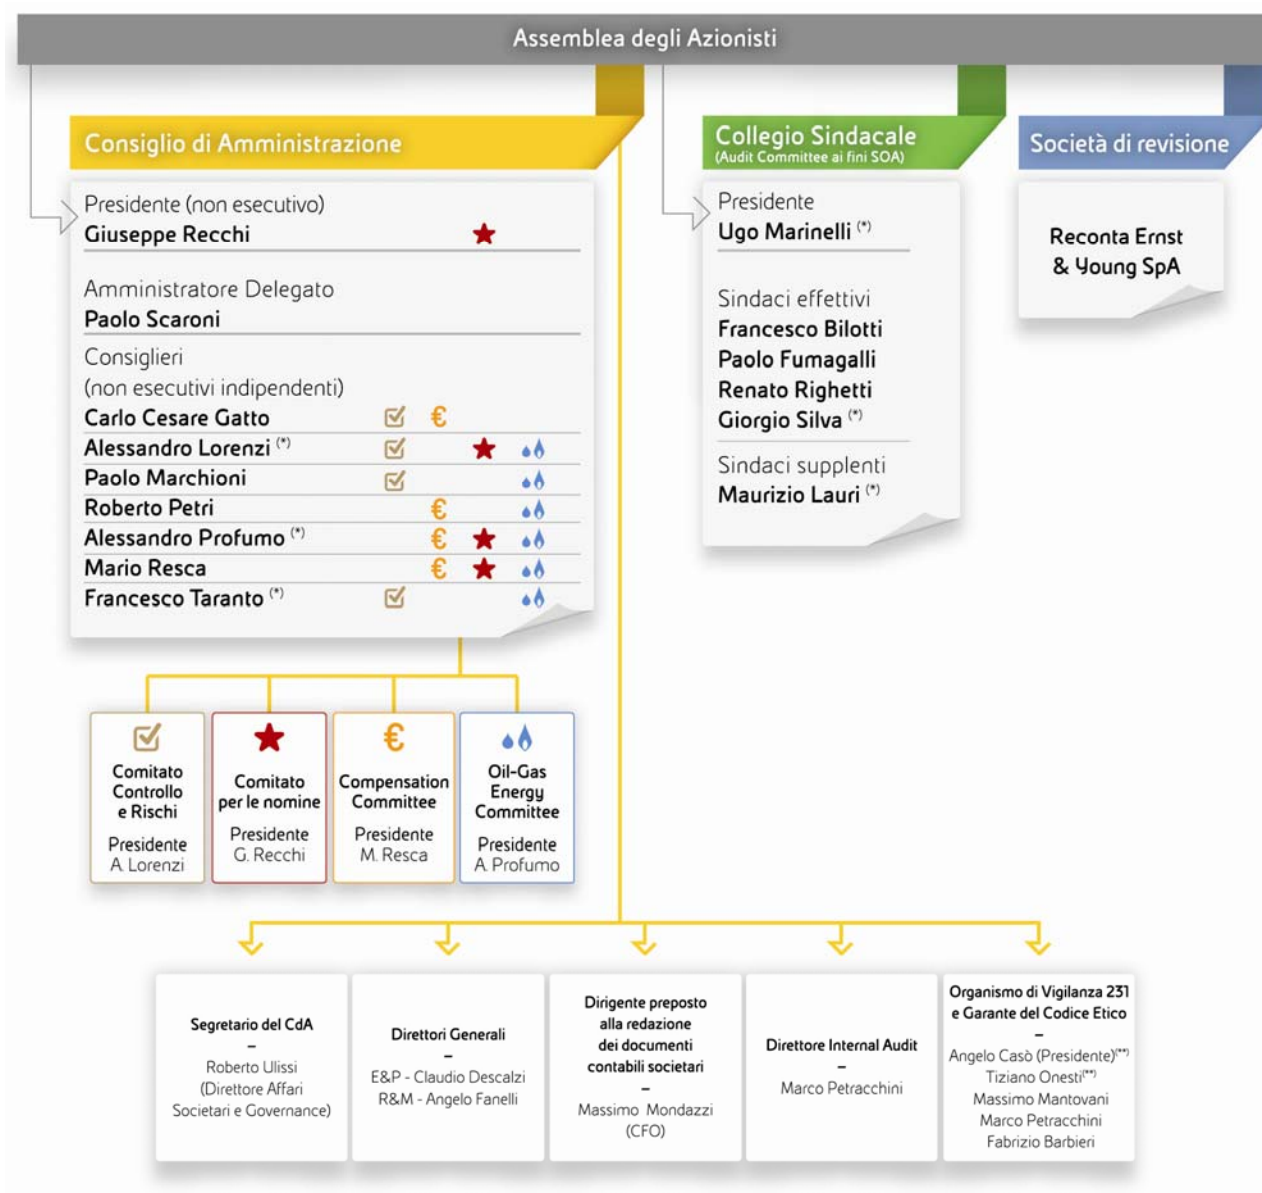 Assemblea degli Azionisti
Consiglio di Amministrazione
Presidente (non esecutivo)
Giuseppe Recchi
Amministratore Delegato
Paolo Scaroni
Consiglieri
(non esecutivi indipendenti)
Carlo Cesare Gatto €
Alessandro Lorenzi (*)
Paolo Marchioni
Roberto Petri €
Alessandro Profumo (*) €
Mario Resca €
Francesco Taranto (*)
Collegio Sindacale
(Audit Committee ai fini SOA)
Presidente
Ugo Marinelli (*)
Sindaci effettivi
Francesco Bilotti
Paolo Fumagalli
Renato Righetti
Giorgio Silva (*)
Sindaci supplenti
Maurizio Lauri (*)
Società di revisione
Reconta Ernst
& Young SpA
Comitato
Controllo
e Rischi
Presidente
A. Lorenzi
Comitato
per le nomine
Presidente
G. Recchi
€
Compensation
Committee
Presidente
M. Resca
Oil-Gas
Energy
Committee
Presidente
A. Profumo
Segretario del CdA
–
Roberto Ulissi
(Direttore Affari
Societari e Governance)
Direttori Generali
–
E&P - Claudio Descalzi
R&M - Angelo Fanelli
Dirigente preposto
alla redazione
dei documenti
contabili societari
–
Massimo Mondazzi
(CFO)
Direttore Internal Audit
–
Marco Petracchini
Organismo di Vigilanza 231
e Garante del Codice Etico
–
Angelo Casò (Presidente)(**)
Tiziano Onesti(**)
Massimo Mantovani
Marco Petracchini
Fabrizio Barbieri